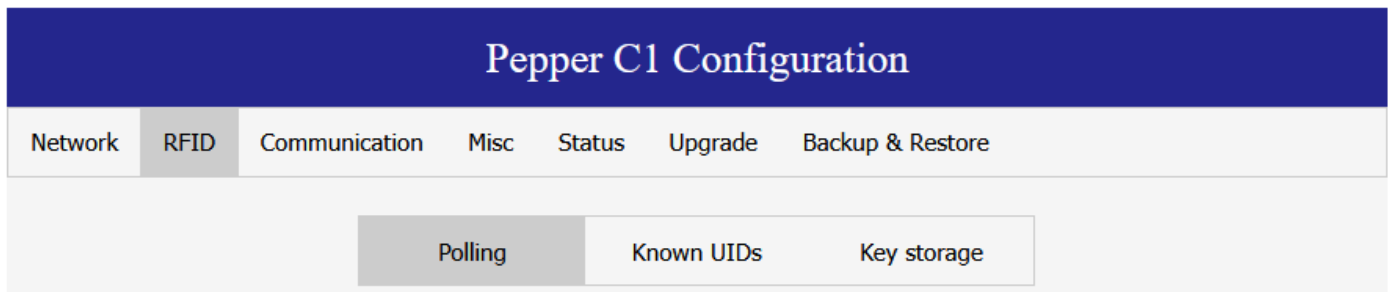 Pepper C1 Configuration
Network RFID Communication Misc Status Upgrade Backup & Restore
Polling Known UIDs Key storage